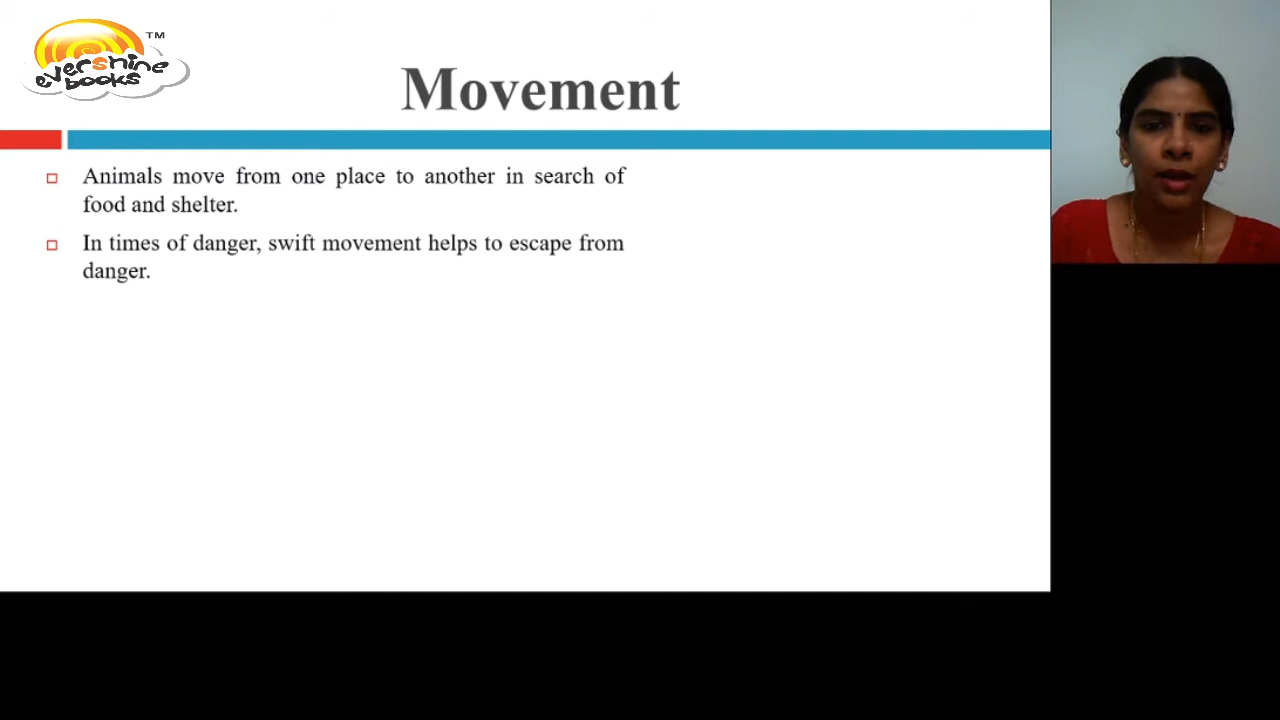 TM
evershine
books
Movement
Animals move from one place to another in search of
food and shelter.
In times of danger, swift movement helps to escape from
danger.